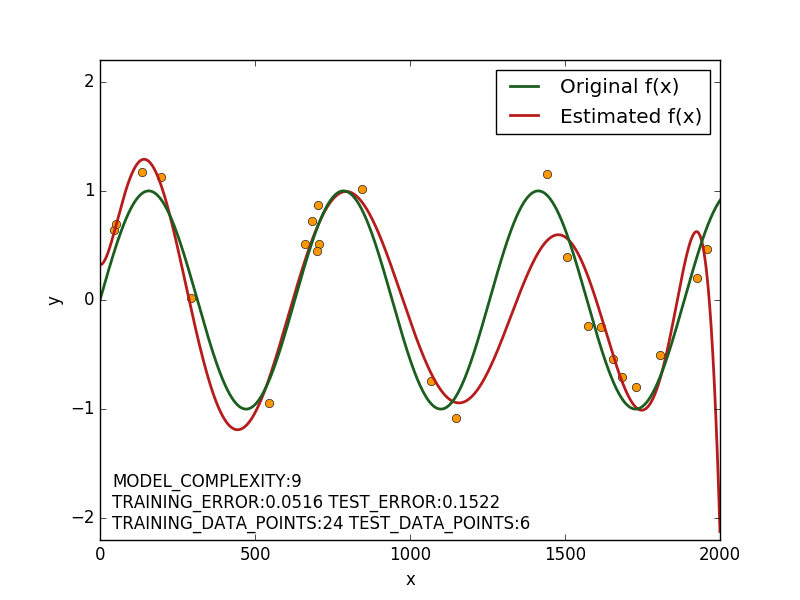 Original f(x)
Estimated f(x)
y
2
1
0
−1
−2
MODEL_COMPLEXITY:9
TRAINING_ERROR:0.0516 TEST_ERROR:0.1522
TRAINING_DATA_POINTS:24 TEST_DATA_POINTS:6
0 500 1000 1500 2000
x